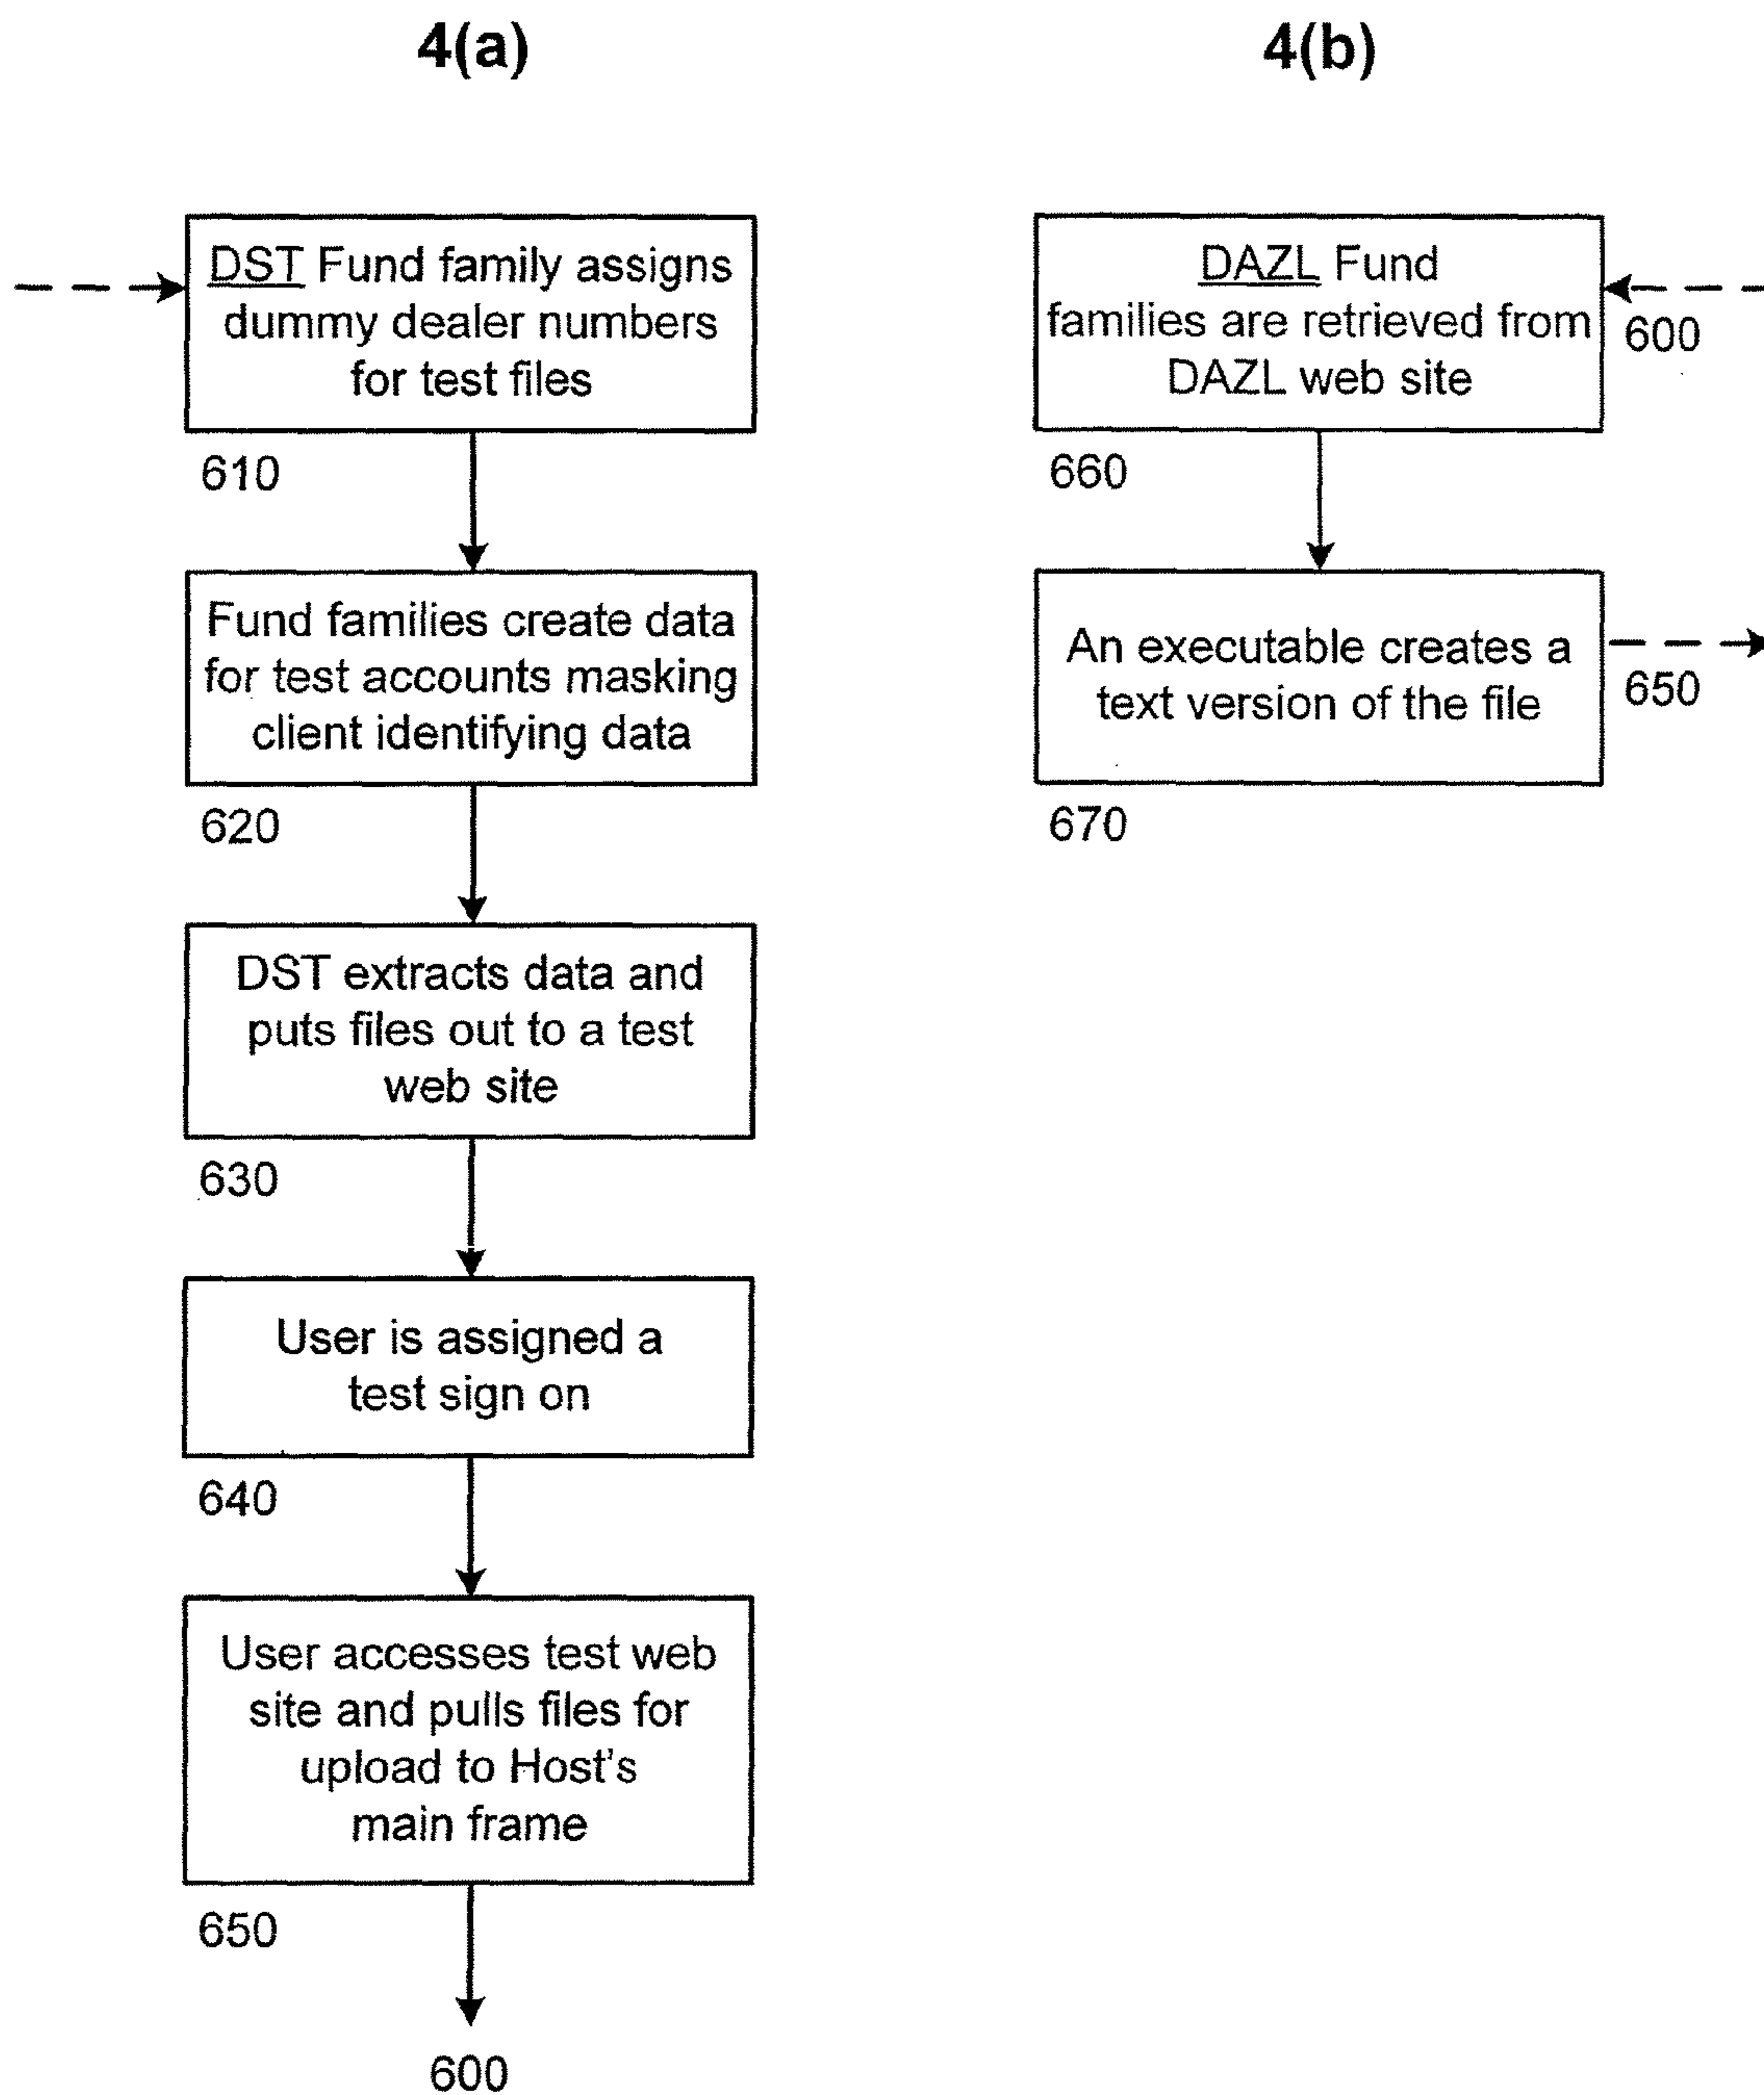 4(a)
DST Fund family assigns
dummy dealer numbers
for test files
610
Fund families create data
for test accounts masking
client identifying data
620
DST extracts data and
puts files out to a test
web site
630
User is assigned a
test sign on
640
User accesses test web
site and pulls files for
upload to Host's
main frame
650
600
4(b)
DAZL Fund
families are retrieved from
DAZL web site
600
660
An executable creates a
text version of the file
650
670